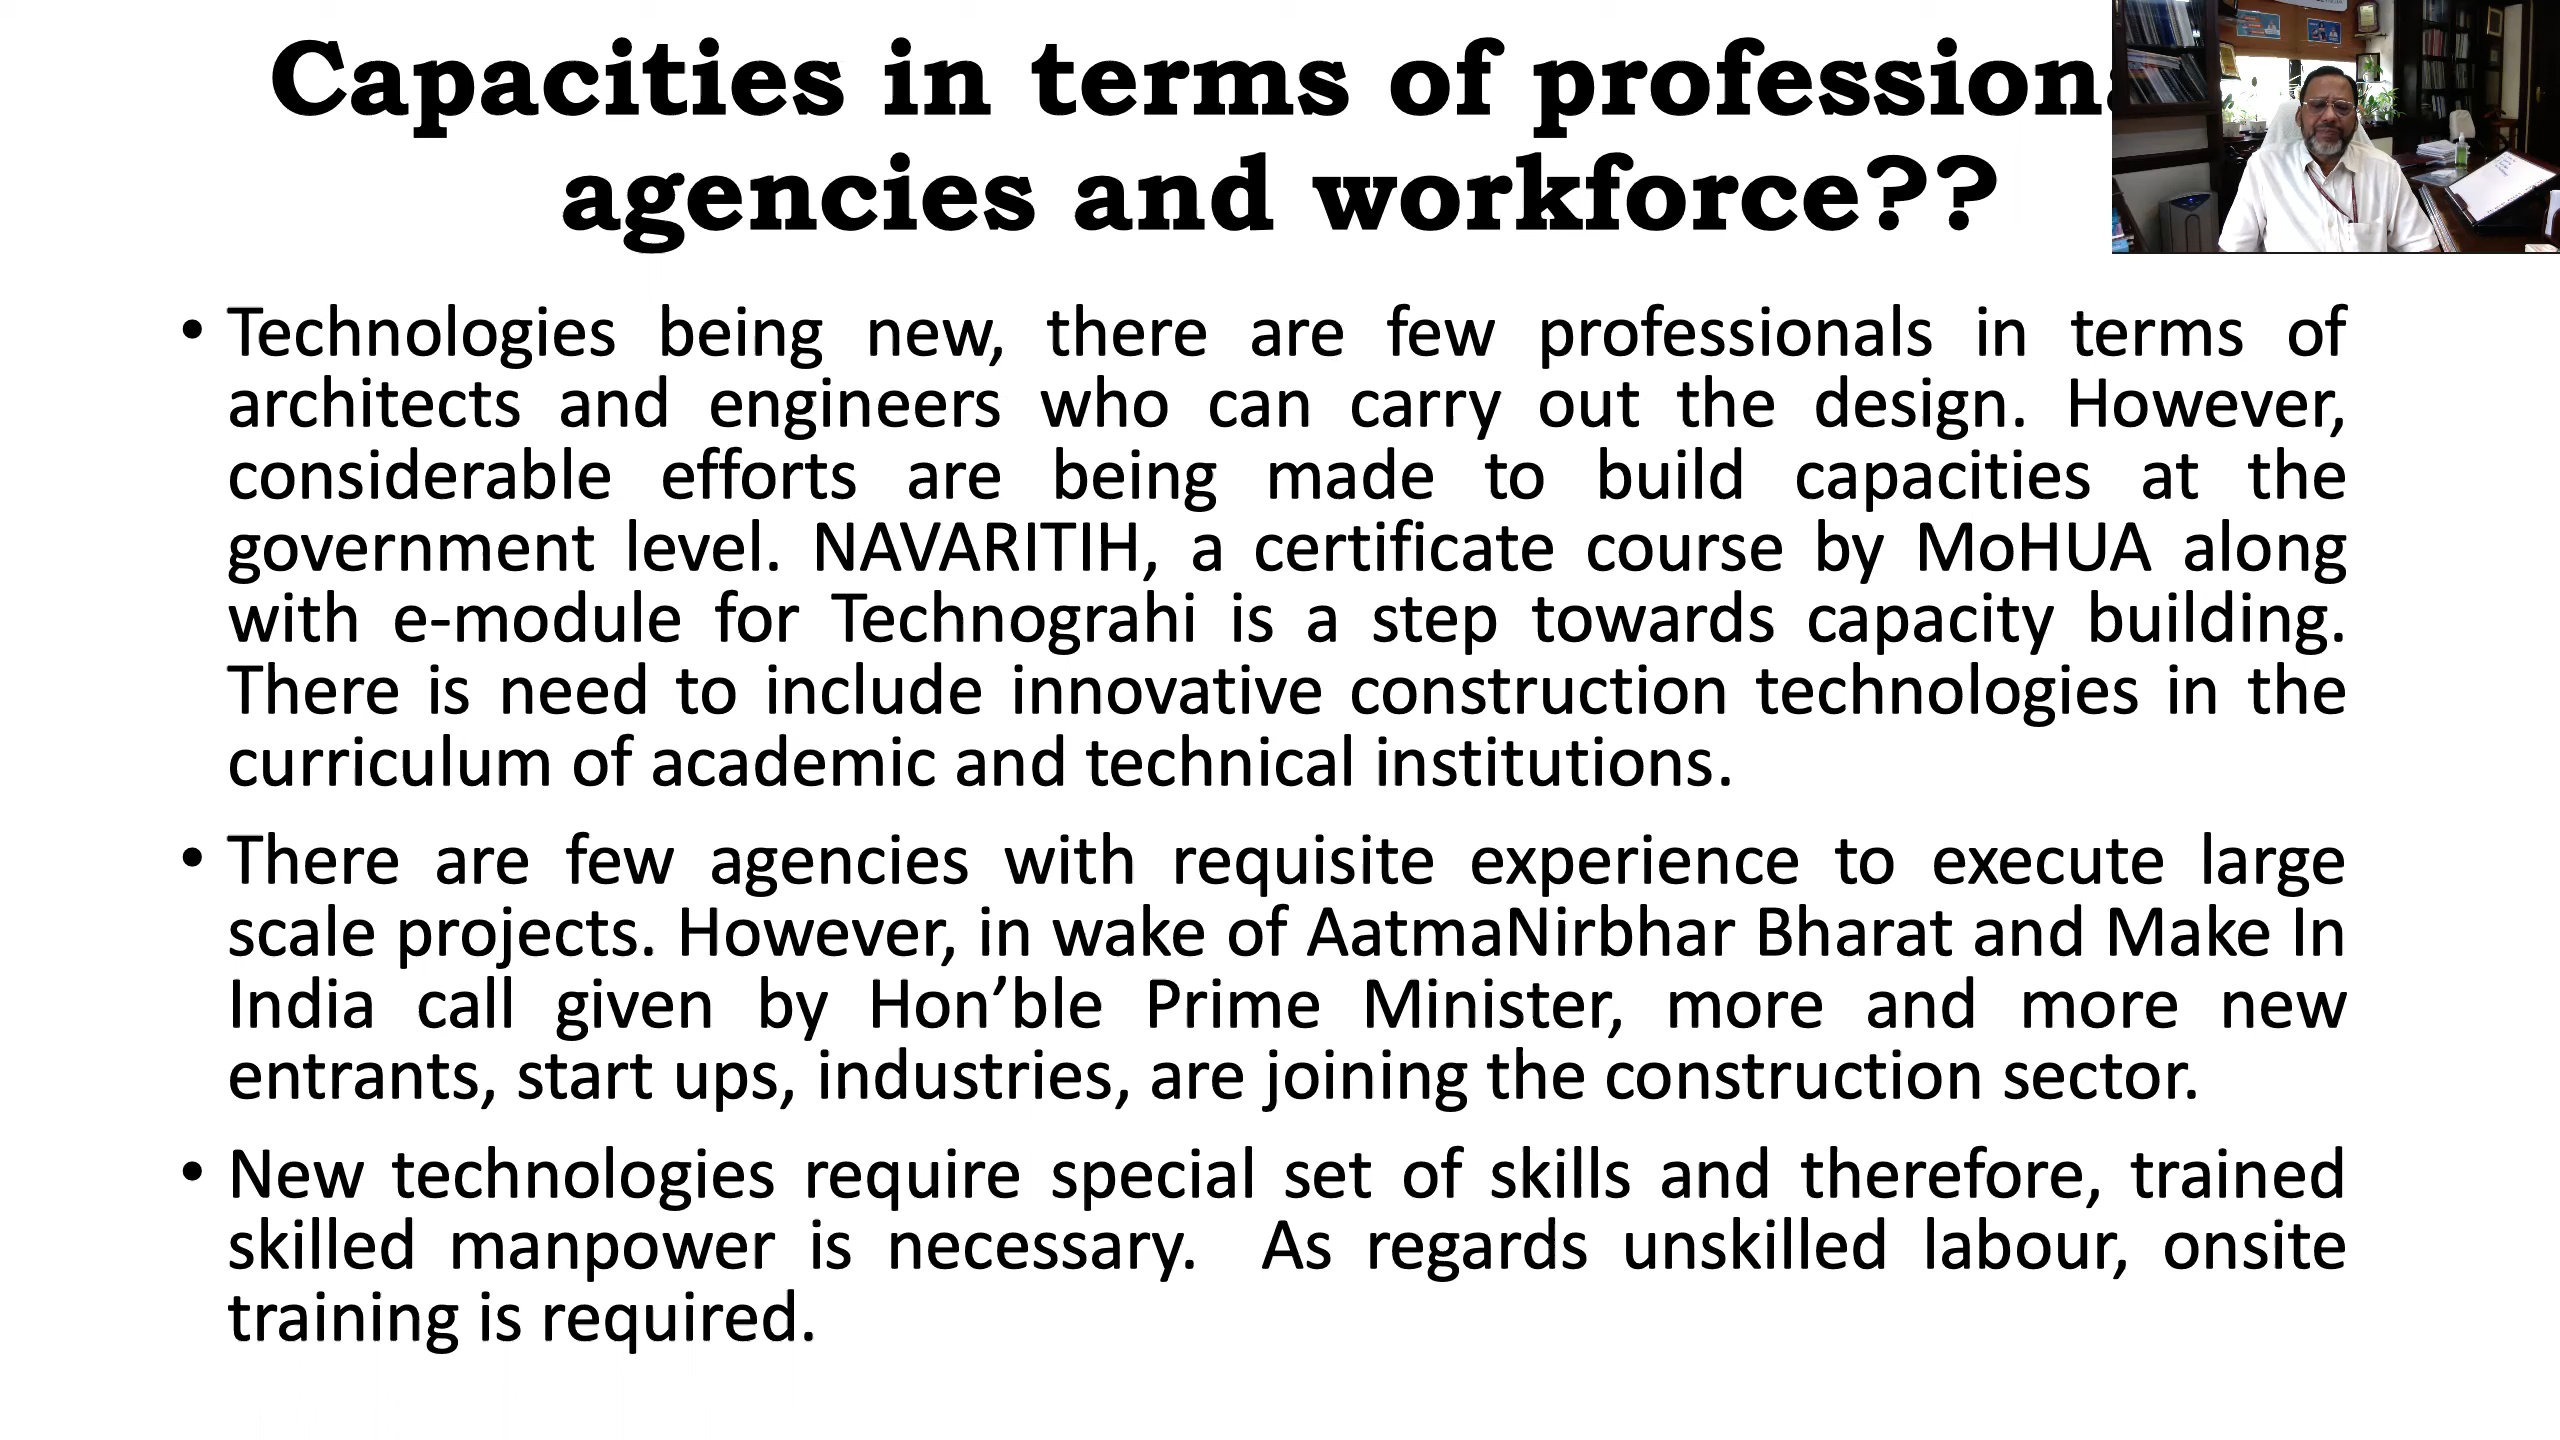 Capacities in terms of
agencies and workforce??
• Technologies being new, there are few professionals in terms of
architects and engineers who can carry out the design. However,
considerable efforts are being made to build capacities at the
government level. NAVARITIH, a certificate course by MoHUA along
with e-module for Technograhi is a step towards capacity building.
There is need to include innovative construction technologies in the
curriculum of academic and technical institutions.
• There are few agencies with requisite experience to execute large
scale projects. However, in wake of AatmaNirbhar Bharat and Make In
India call given by Hon’ble Prime Minister, more and more new
entrants, start ups, industries, are joining the construction sector.
• New technologies require special set of skills and therefore, trained
skilled manpower is necessary.  As regards unskilled labour, onsite
training is required.